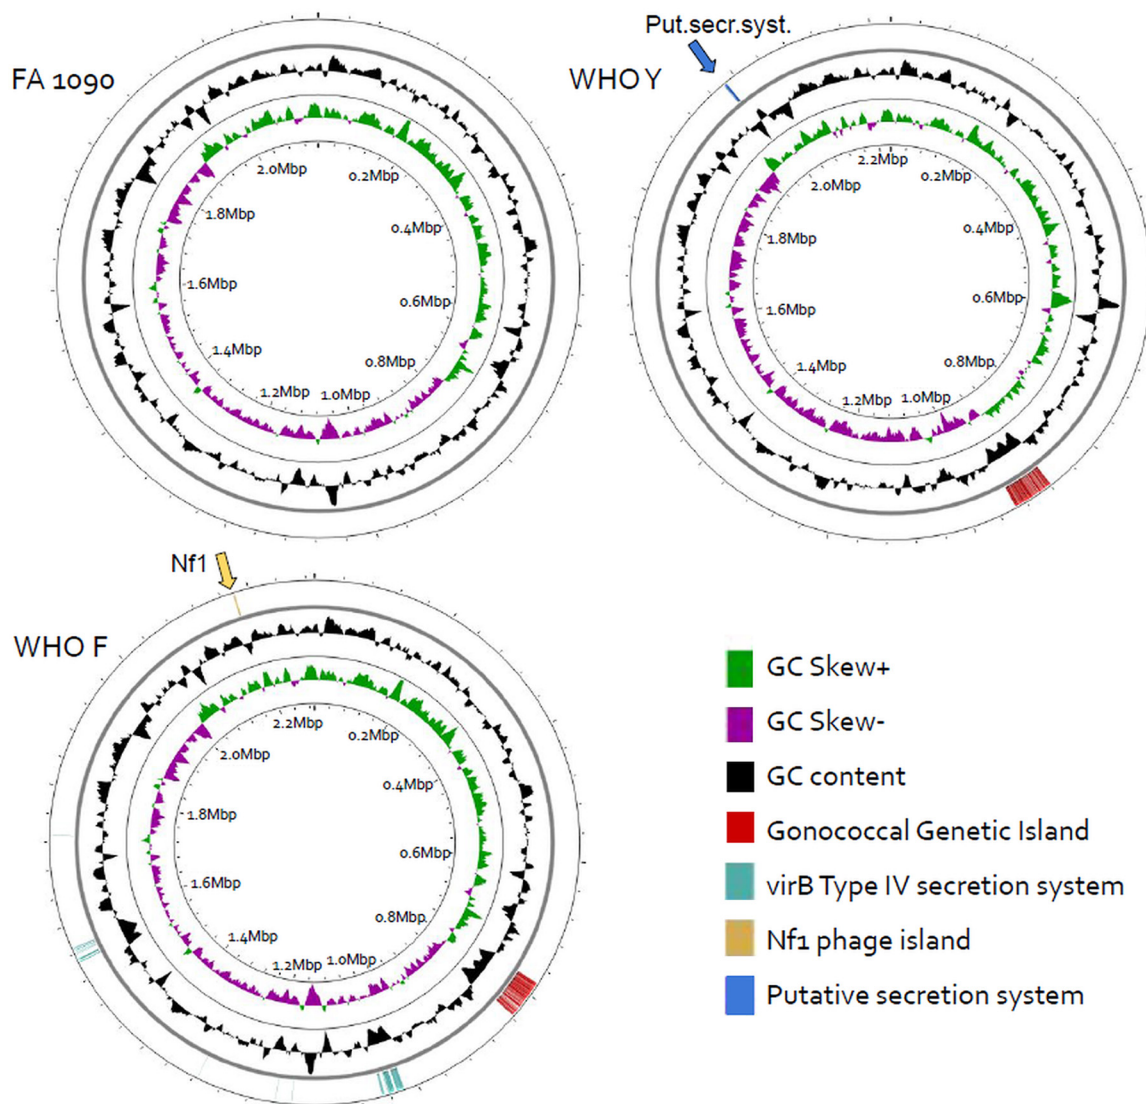 FA 1090
2.0Mbp
0.2Mbp
0.4Mbp
0.6Mbp
0.8Mbp
1.0Mbp
1.2Mbp
1.4Mbp
1.6Mbp
1.8Mbp
Put.secr.syst.
WHO Y
2.2Mbp
0.2Mbp
0.4Mbp
0.6Mbp
0.8Mbp
1.0Mbp
1.2Mbp
1.4Mbp
1.6Mbp
1.8Mbp
2.0Mbp
Nf1
WHO F
2.2Mbp
0.2Mbp
0.4Mbp
0.6Mbp
0.8Mbp
1.0Mbp
1.2Mbp
1.4Mbp
1.6Mbp
1.8Mbp
2.0Mbp
GC Skew+
GC Skew-
GC content
Gonococcal Genetic Island
virB Type IV secretion system
Nf1 phage island
Putative secretion system